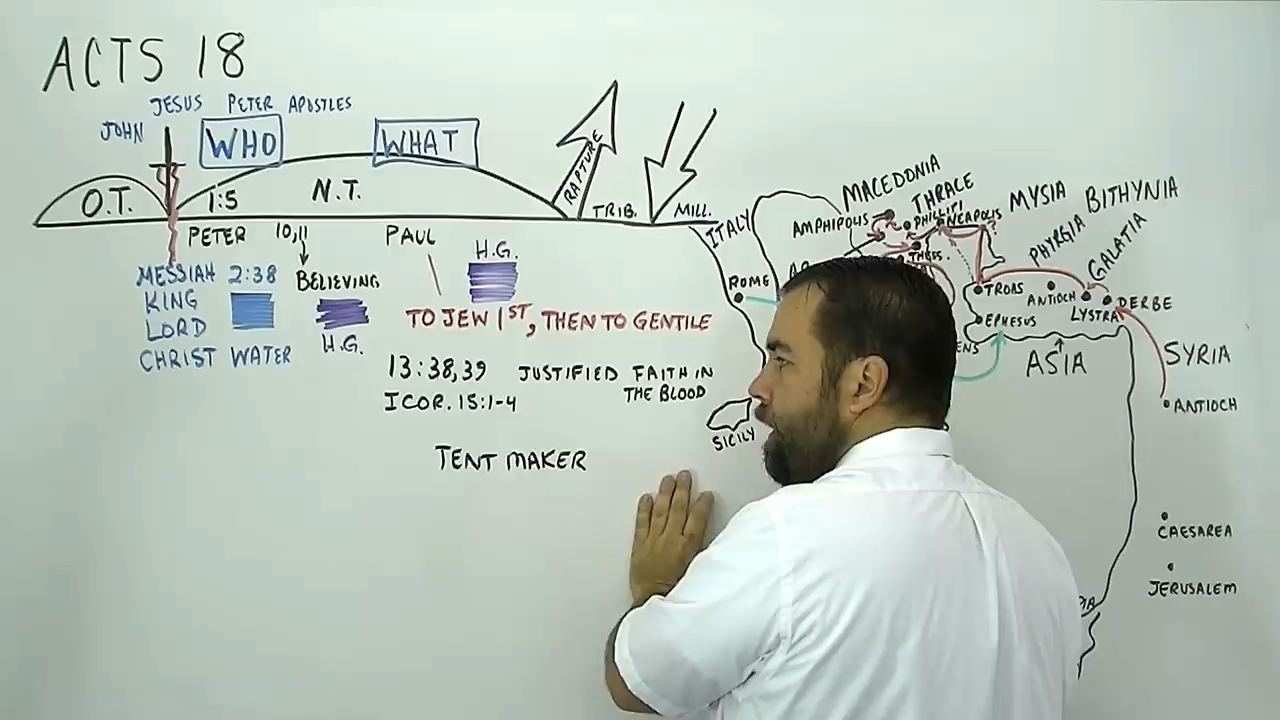 ACTS 18
JESUS PETER APOSTLES
JOHN
WHO
WHAT
O.T.
1:5
N.T.
RAPTURE
TRIB.
MILL.
PETER
10,11
PAUL
MESSIAH 2:38
KING
LORD
CHRIST WATER
BELIEVING
H.G.
H.G.
TO JEW 1ST, THEN TO GENTILE
13:38,39 JUSTIFIED FAITH IN
THE BLOOD
I COR. 15:1-4
TENT MAKER
ITALY
ROME
SICILY
MACEDONIA
THRACE
AMPHIPOLIS
PHILLIPI
NEAPOLIS
THESS.
MYSIA
BITHYNIA
PHYRGIA
GALATIA
TROAS
ANTIOCH
DERBE
LYSTRA
EPHESUS
ASIA
SYRIA
ANTIOCH
CAESAREA
JERUSALEM